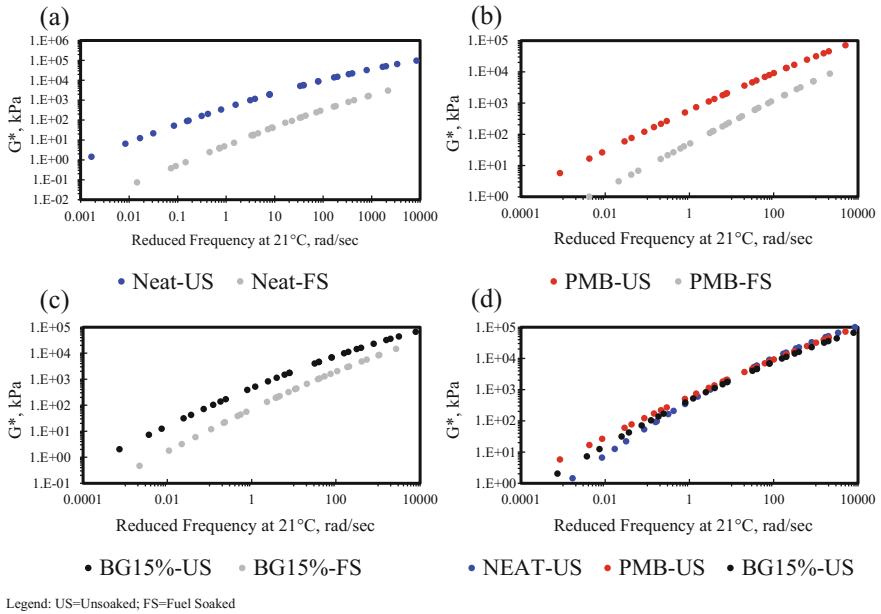 (a)
1.E+06
1.E+05
1.E+04
1.E+03
1.E+02
1.E+01
1.E+00
1.E-01
1.E-02
G*, kPa
0.001 0.01 0.1 1 10 100 1000 10000
Reduced Frequency at 21°C, rad/sec
Neat-US Neat-FS
(b)
1.E+05
1.E+04
1.E+03
1.E+02
1.E+01
1.E+00
G*, kPa
0.0001 0.01 1 100 10000
Reduced Frequency at 21°C, rad/sec
PMB-US PMB-FS
(c)
1.E+05
1.E+04
1.E+03
1.E+02
1.E+01
1.E+00
1.E-01
G*, kPa
0.0001 0.01 1 100 10000
Reduced Frequency at 21°C, rad/sec
BG15%-US BG15%-FS
(d)
1.E+05
1.E+04
1.E+03
1.E+02
1.E+01
1.E+00
G*, kPa
0.0001 0.01 1 100 10000
Reduced Frequency at 21°C, rad/sec
NEAT-US PMB-US BG15%-US
Legend: US=Unsoaked; FS=Fuel Soaked